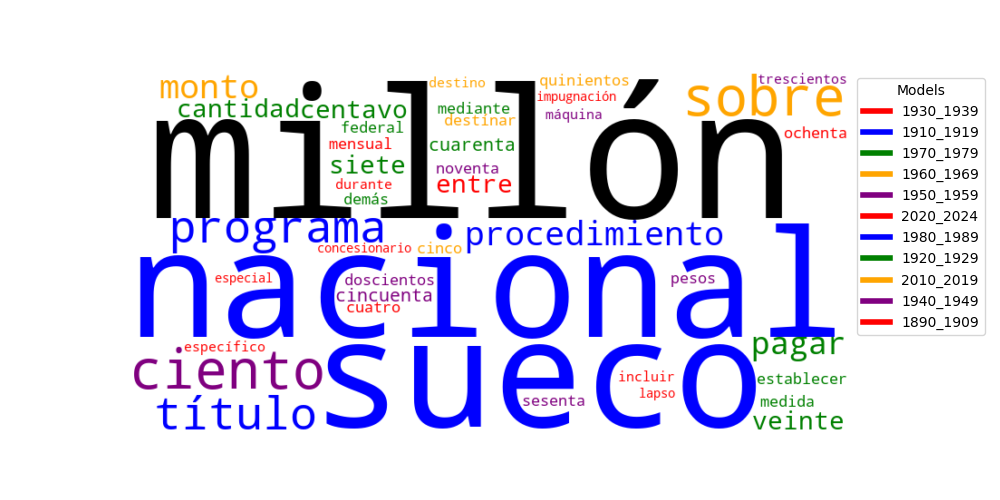 monto
destino
quinientos
trescientos
sobre
impugnación
cantidad
centavo
mediante
máquina
destinar
federal
ochenta
millón
mensual
cuarenta
siete
noventa
durante
entre
demás
programa
procedimiento
concesionario
cinco
nacional
especial
doscientos
pesos
cincuenta
cuatro
específico
pagar
ciento
sueco
incluir
establecer
lapso
título
sesenta
medida
veinte
Models
1930_1939
1910_1919
1970_1979
1960_1969
1950_1959
2020_2024
1980_1989
1920_1929
2010_2019
1940_1949
1890_1909